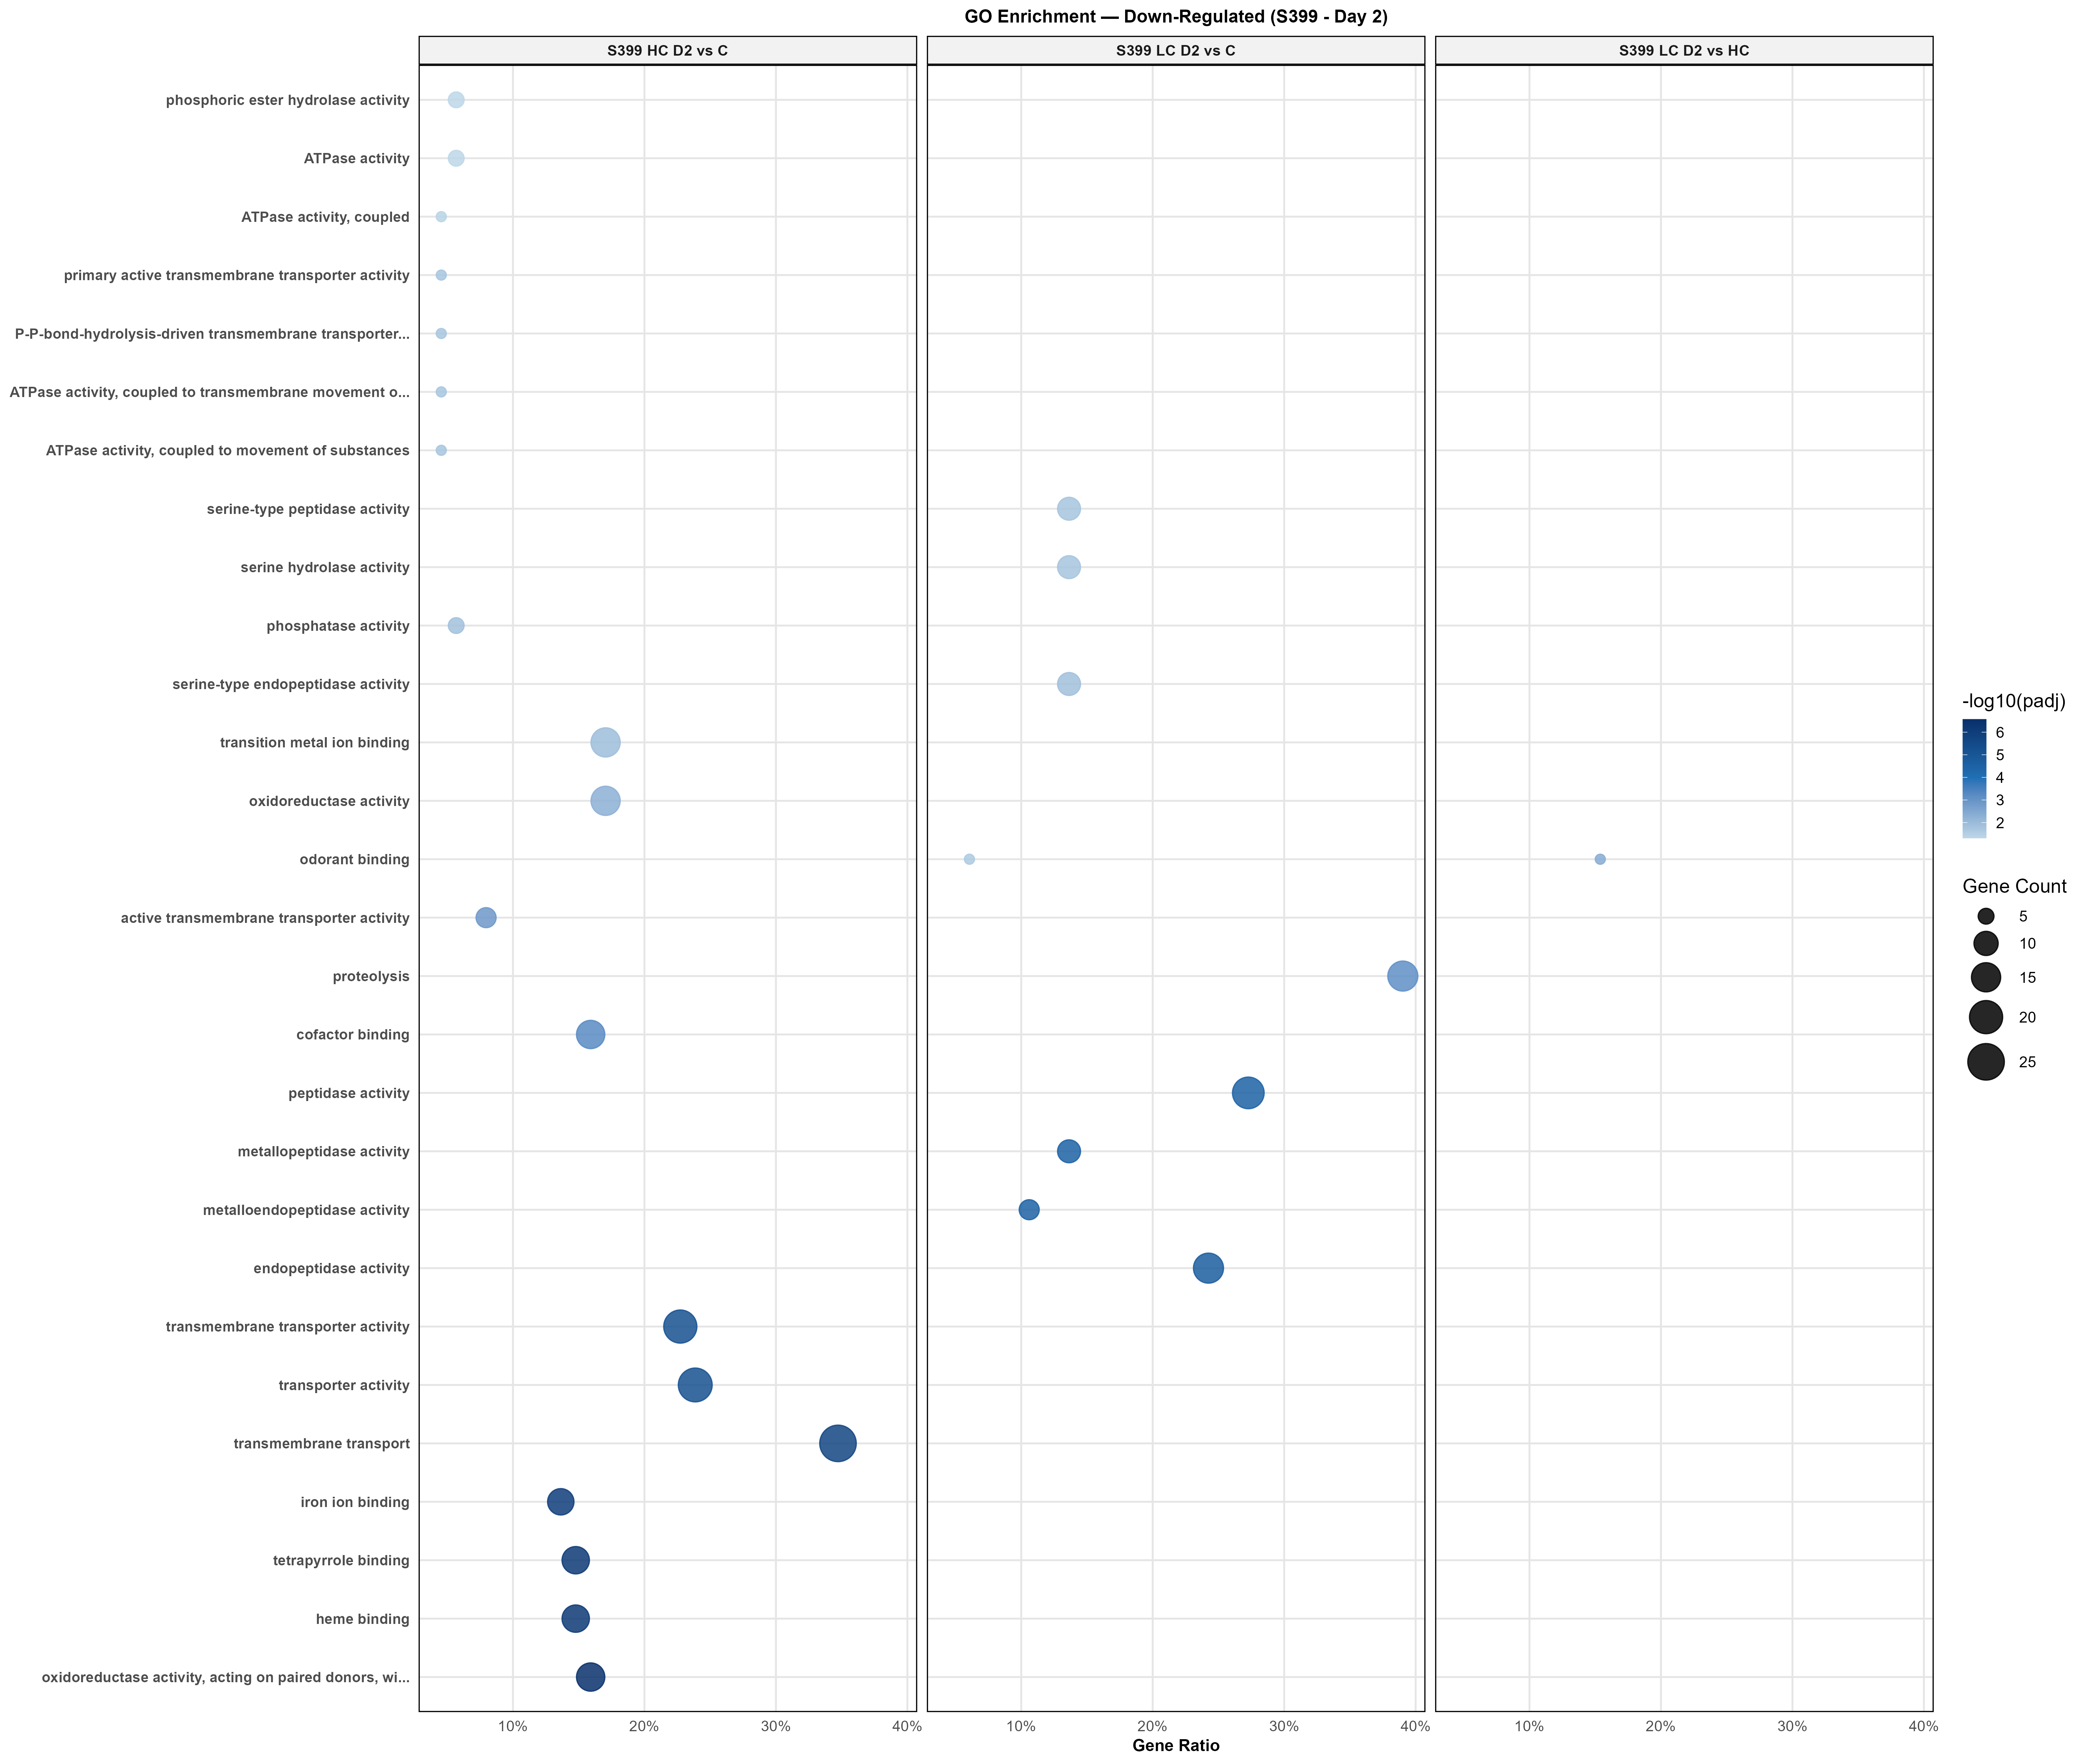 GO Enrichment — Down-Regulated (S399 - Day 2)
S399 HC D2 vs C
S399 LC D2 vs C
S399 LC D2 vs HC
phosphoric ester hydrolase activity
ATPase activity
ATPase activity, coupled
primary active transmembrane transporter activity
P-P-bond-hydrolysis-driven transmembrane transporter...
ATPase activity, coupled to transmembrane movement o...
ATPase activity, coupled to movement of substances
serine-type peptidase activity
serine hydrolase activity
phosphatase activity
serine-type endopeptidase activity
transition metal ion binding
oxidoreductase activity
odorant binding
active transmembrane transporter activity
proteolysis
cofactor binding
peptidase activity
metallopeptidase activity
metalloendopeptidase activity
endopeptidase activity
transmembrane transporter activity
transporter activity
transmembrane transport
iron ion binding
tetrapyrrole binding
heme binding
oxidoreductase activity, acting on paired donors, wi...
10% 20% 30% 40%
10% 20% 30% 40%
10% 20% 30% 40%
Gene Ratio
-log10(padj)
6
5
4
3
2
Gene Count
5
10
15
20
25